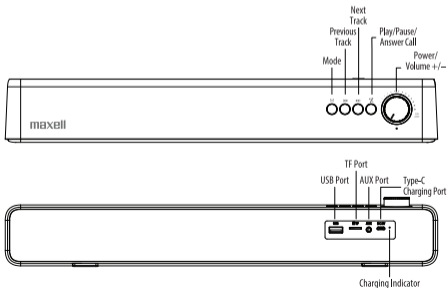 Next
Track
Previous
Track
Play/Pause/
Answer Call
Mode
Power/
Volume +/–
maxell
TF Port
USB Port
AUX Port
Type-C
Charging Port
Charging Indicator